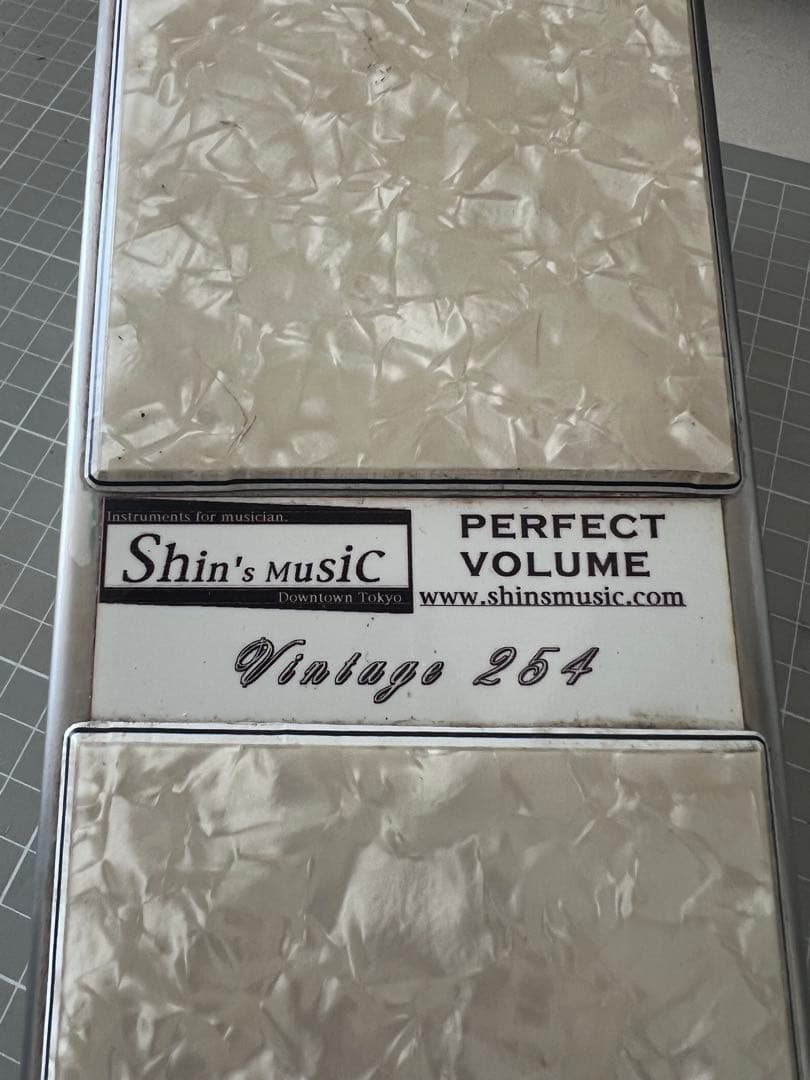 Instruments for musician.
Shin's Music
Downtown Tokyo
PERFECT
VOLUME
www.shinsmusic.com
Vintage 254